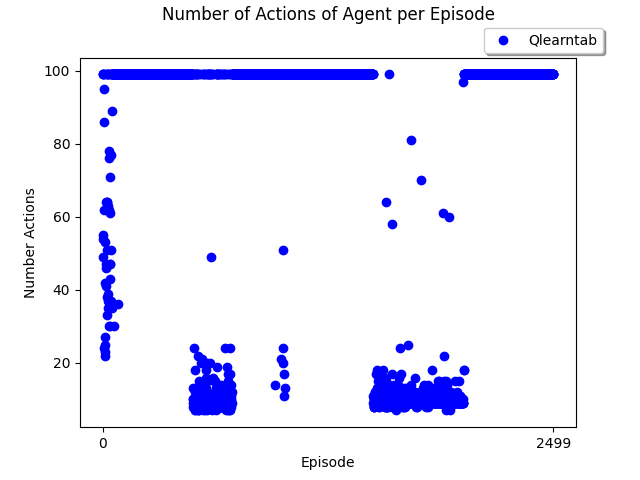 Number of Actions of Agent per Episode
Qlearntab
100
80
60
40
20
Number Actions
0
2499
Episode